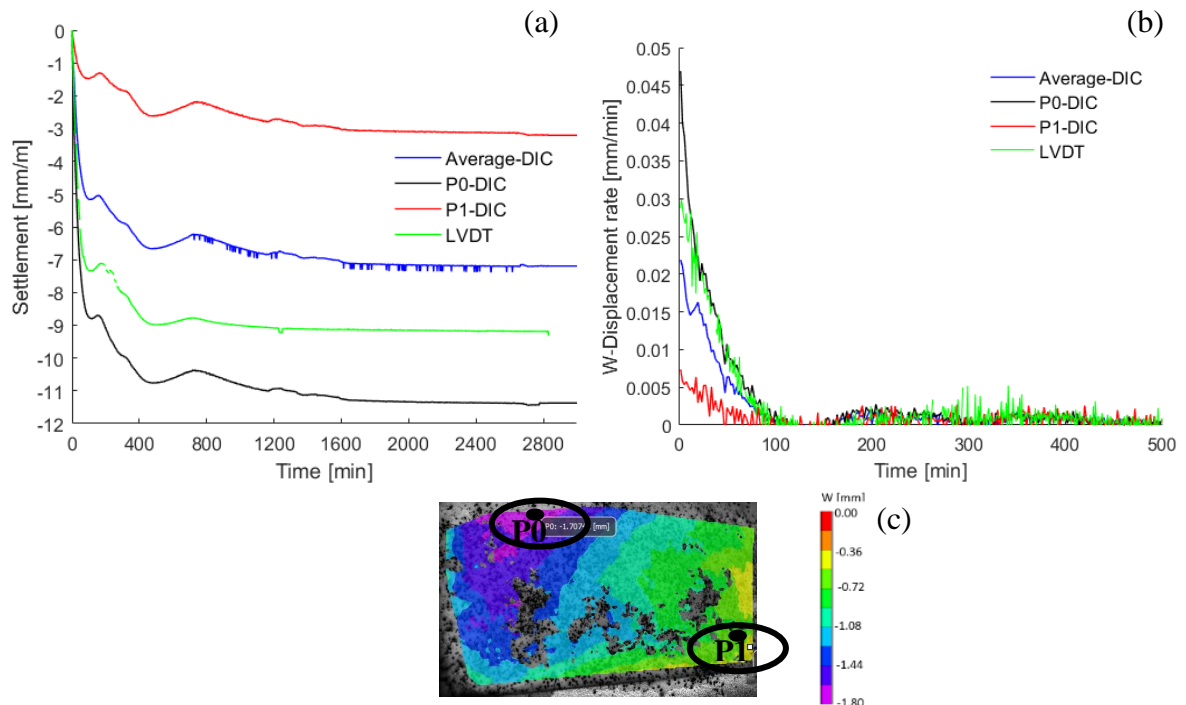 (a)
Settlement [mm/m]
0
-1
-2
-3
-4
-5
-6
-7
-8
-9
-10
-11
-12
0 400 800 1200 1600 2000 2400 2800
Time [min]
Average-DIC
P0-DIC
P1-DIC
LVDT
(b)
W-Displacement rate [mm/min]
0.05
0.045
0.04
0.035
0.03
0.025
0.02
0.015
0.01
0.005
0
0 100 200 300 400 500
Time [min]
Average-DIC
P0-DIC
P1-DIC
LVDT
P0
P0: -1.7074 [mm]
P1
W [mm]
0.00
-0.36
-0.72
-1.08
-1.44
-1.80
(c)